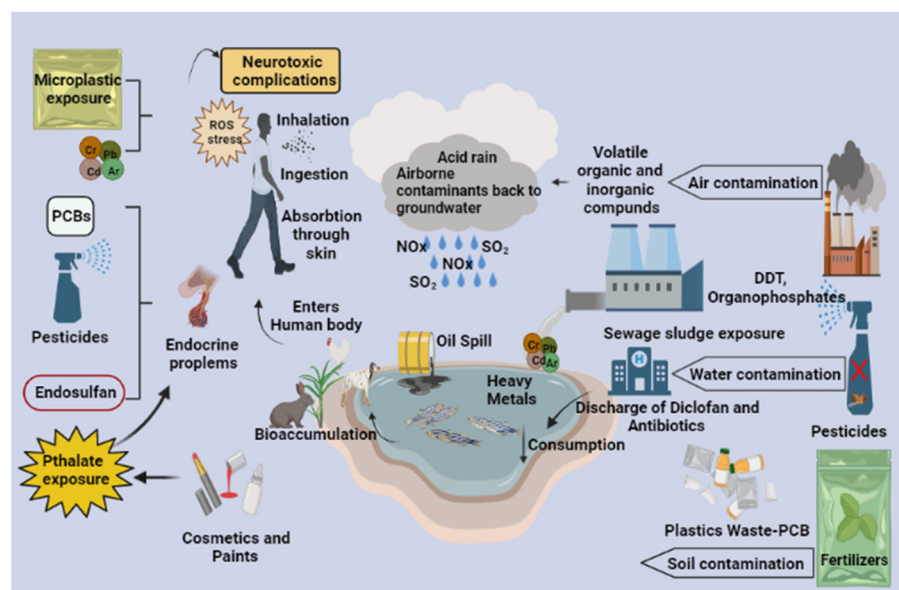 Microplastic
exposure
Cr
Pb
Cd
Ar
PCBs
Pesticides
Endosulfan
Pthalate
exposure
Cosmetics and
Paints
Neurotoxic
complications
ROS
stress
Inhalation
Ingestion
Absorbtion
through
skin
Endocrine
proplems
Enters
Human body
Bioaccumulation
Acid rain
Airborne
contaminants back to
groundwater
NOx
SO₂
NOx
SO₂
Oil Spill
Heavy
Metals
Cr
Pb
Cd
Ar
Consumption
Volatile
organic and
inorganic
compunds
Air contamination
DDT,
Organophosphates
Sewage sludge exposure
H
Water contamination
Discharge of Diclofan and
Antibiotics
Pesticides
Plastics Waste-PCB
Soil contamination
Fertilizers